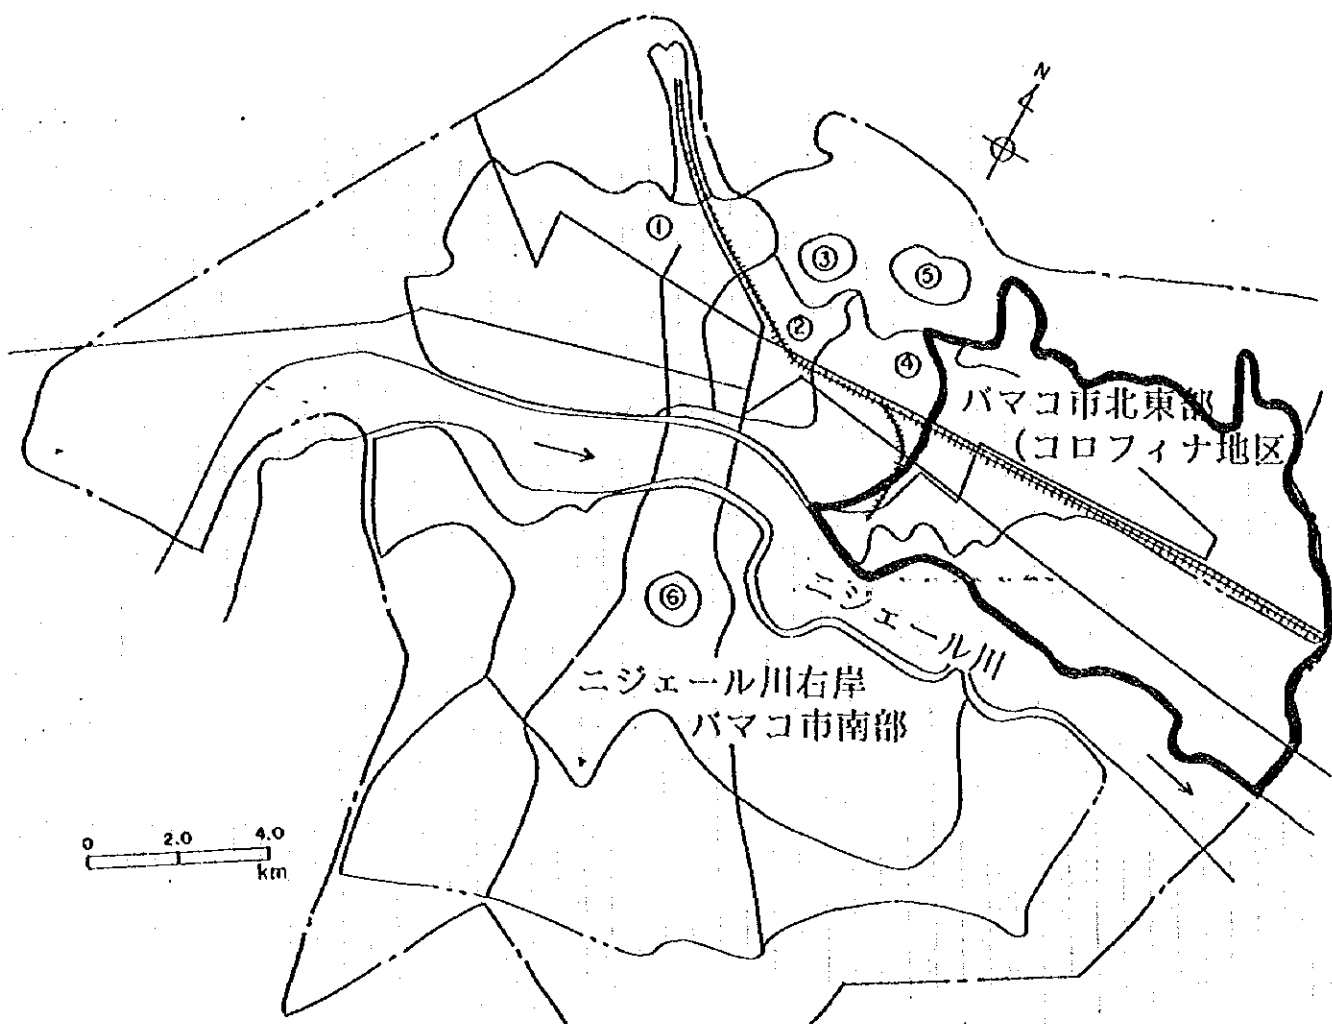 N
①
③
⑤
②
④
バマコ市北東部
(コロフィナ地区
⑥
ニジェール川
ニジェール川右岸
バマコ市南部
0 2.0 4.0
km